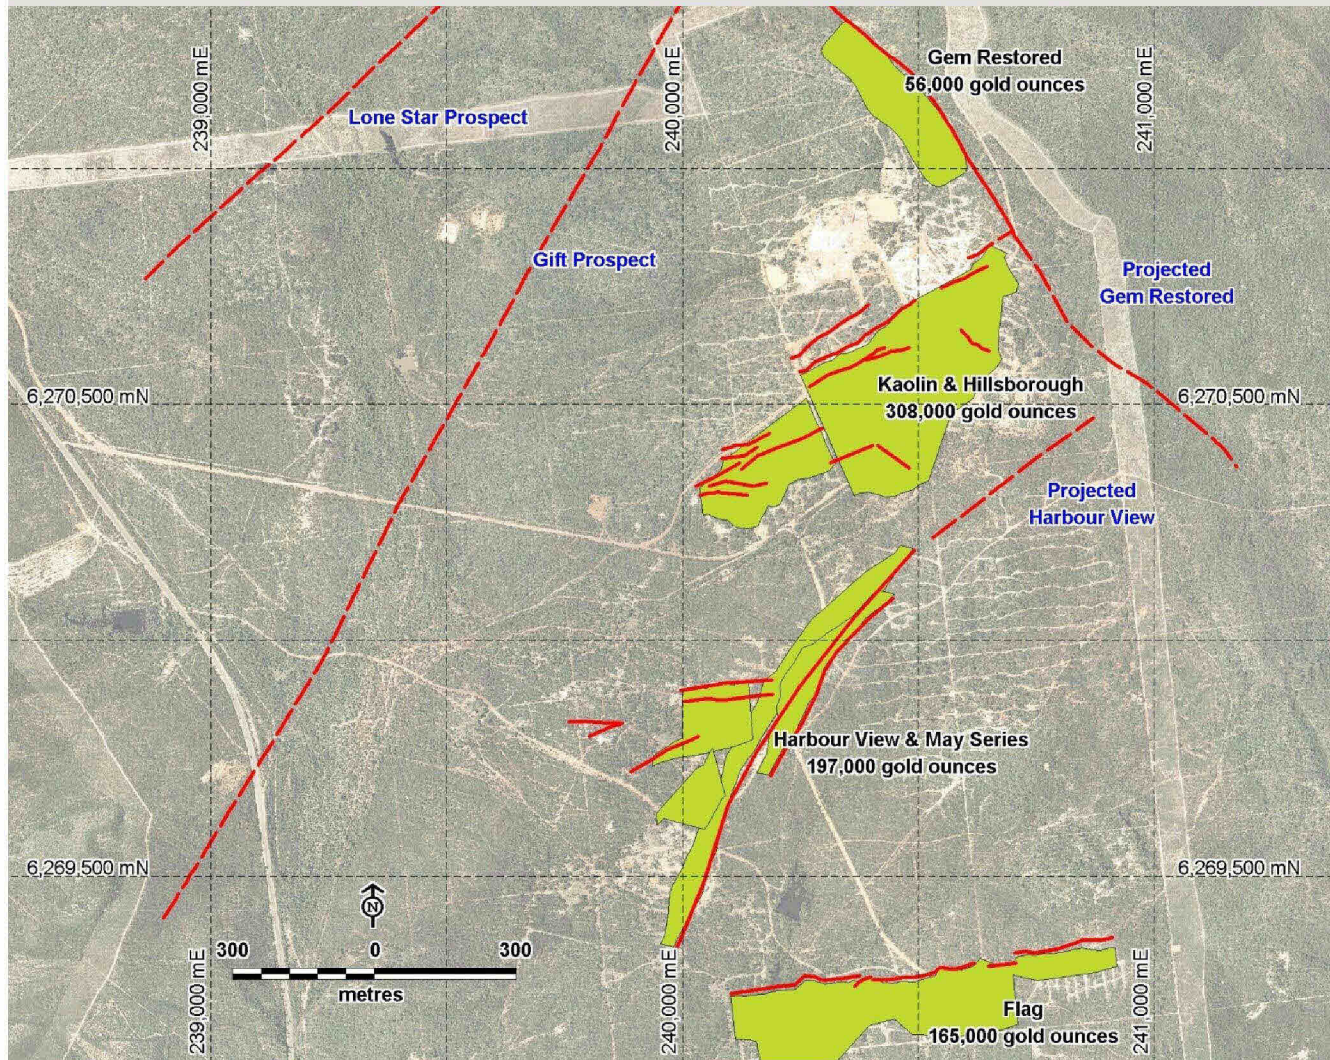 239,000 mE
240,000 mE
241,000 mE
Gem Restored
56,000 gold ounces
Lone Star Prospect
Gift Prospect
Projected
Gem Restored
6,270,500 mN
Kaolin & Hillsborough
308,000 gold ounces
6,270,500 mN
Projected
Harbour View
Harbour View & May Series
197,000 gold ounces
6,269,500 mN
6,269,500 mN
N
300 0 300
metres
239,000 mE
240,000 mE
241,000 mE
Flag
165,000 gold ounces